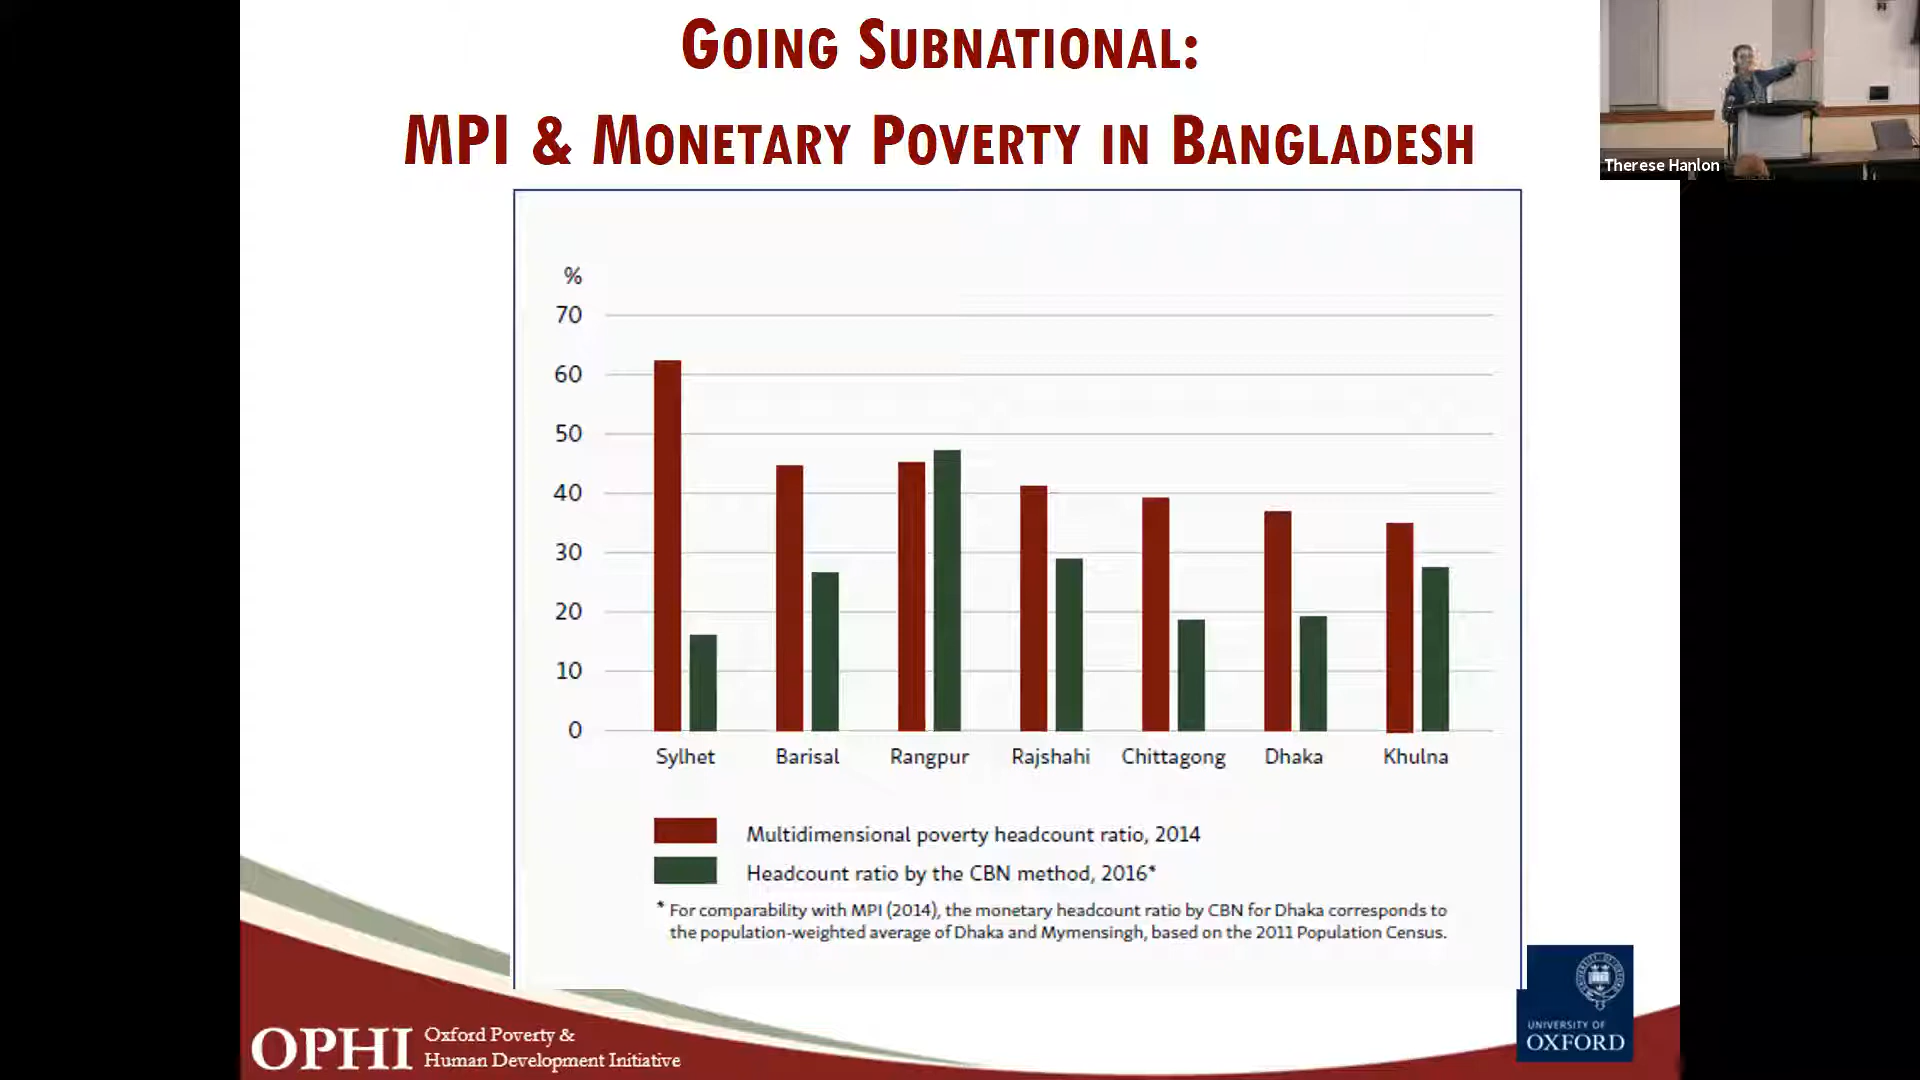 GOING SUBNATIONAL:
MPI & MONETARY POVERTY IN BANGLADESH
Therese Hanlon
%
70
60
50
40
30
20
10
0
Sylhet Barisal Rangpur Rajshahi Chittagong Dhaka Khulna
Multidimensional poverty headcount ratio, 2014
Headcount ratio by the CBN method, 2016*
* For comparability with MPI (2014), the monetary headcount ratio by CBN for Dhaka corresponds to
the population-weighted average of Dhaka and Mymensingh, based on the 2011 Population Census.
OPHI
Oxford Poverty &
Human Development Initiative
UNIVERSITY OF
OXFORD